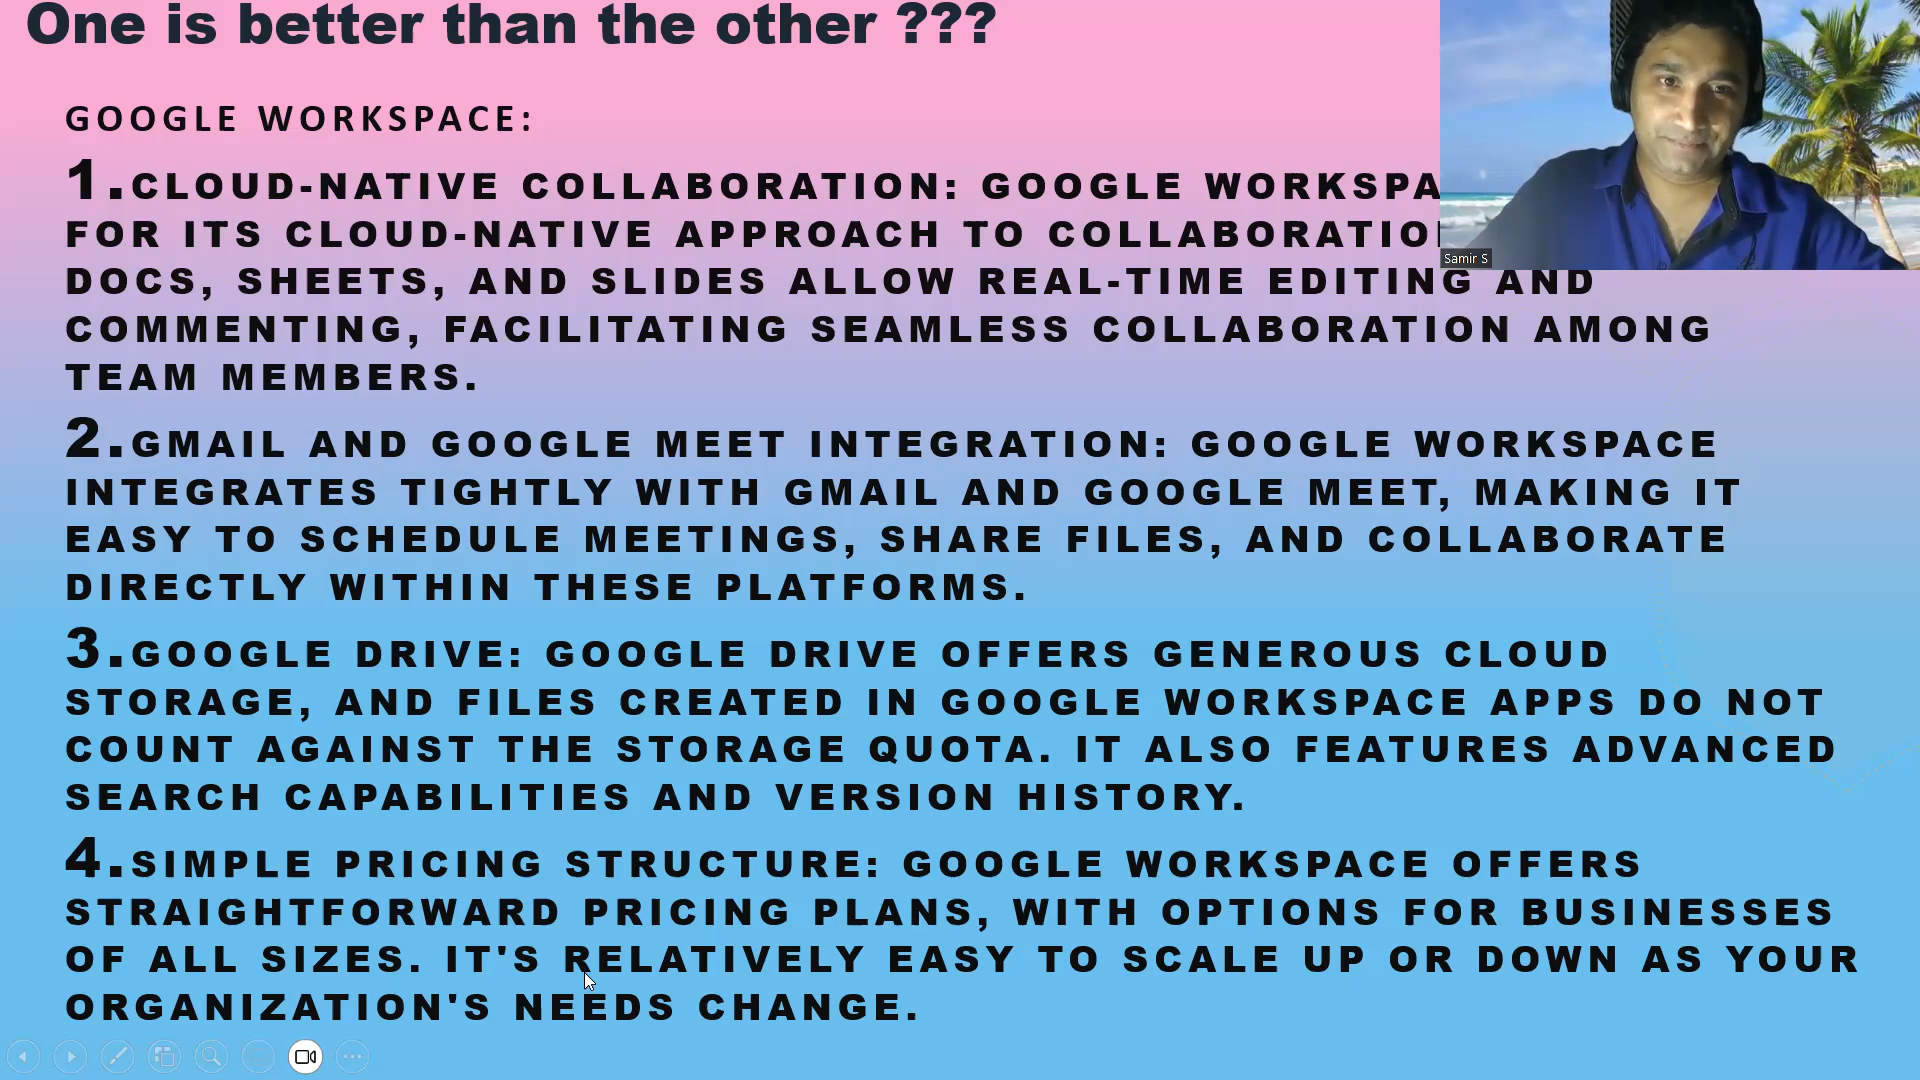 One is better than the other ???
GOOGLE WORKSPACE:
1.CLOUD-NATIVE COLLABORATION: GOOGLE
FOR ITS CLOUD-NATIVE APPROACH TO
DOCS, SHEETS, AND SLIDES ALLOW REAL-TIME EDITING AND
COMMENTING, FACILITATING SEAMLESS COLLABORATION AMONG
TEAM MEMBERS.
2.GMAIL AND GOOGLE MEET INTEGRATION: GOOGLE WORKSPACE
INTEGRATES TIGHTLY WITH GMAIL AND GOOGLE MEET, MAKING IT
EASY TO SCHEDULE MEETINGS, SHARE FILES, AND COLLABORATE
DIRECTLY WITHIN THESE PLATFORMS.
3.GOOGLE DRIVE: GOOGLE DRIVE OFFERS GENEROUS CLOUD
STORAGE, AND FILES CREATED IN GOOGLE WORKSPACE APPS DO NOT
COUNT AGAINST THE STORAGE QUOTA. IT ALSO FEATURES ADVANCED
SEARCH CAPABILITIES AND VERSION HISTORY.
4.SIMPLE PRICING STRUCTURE: GOOGLE WORKSPACE OFFERS
STRAIGHTFORWARD PRICING PLANS, WITH OPTIONS FOR BUSINESSES
OF ALL SIZES. IT'S RELATIVELY EASY TO SCALE UP OR DOWN AS YOUR
ORGANIZATION'S NEEDS CHANGE.
Samir S